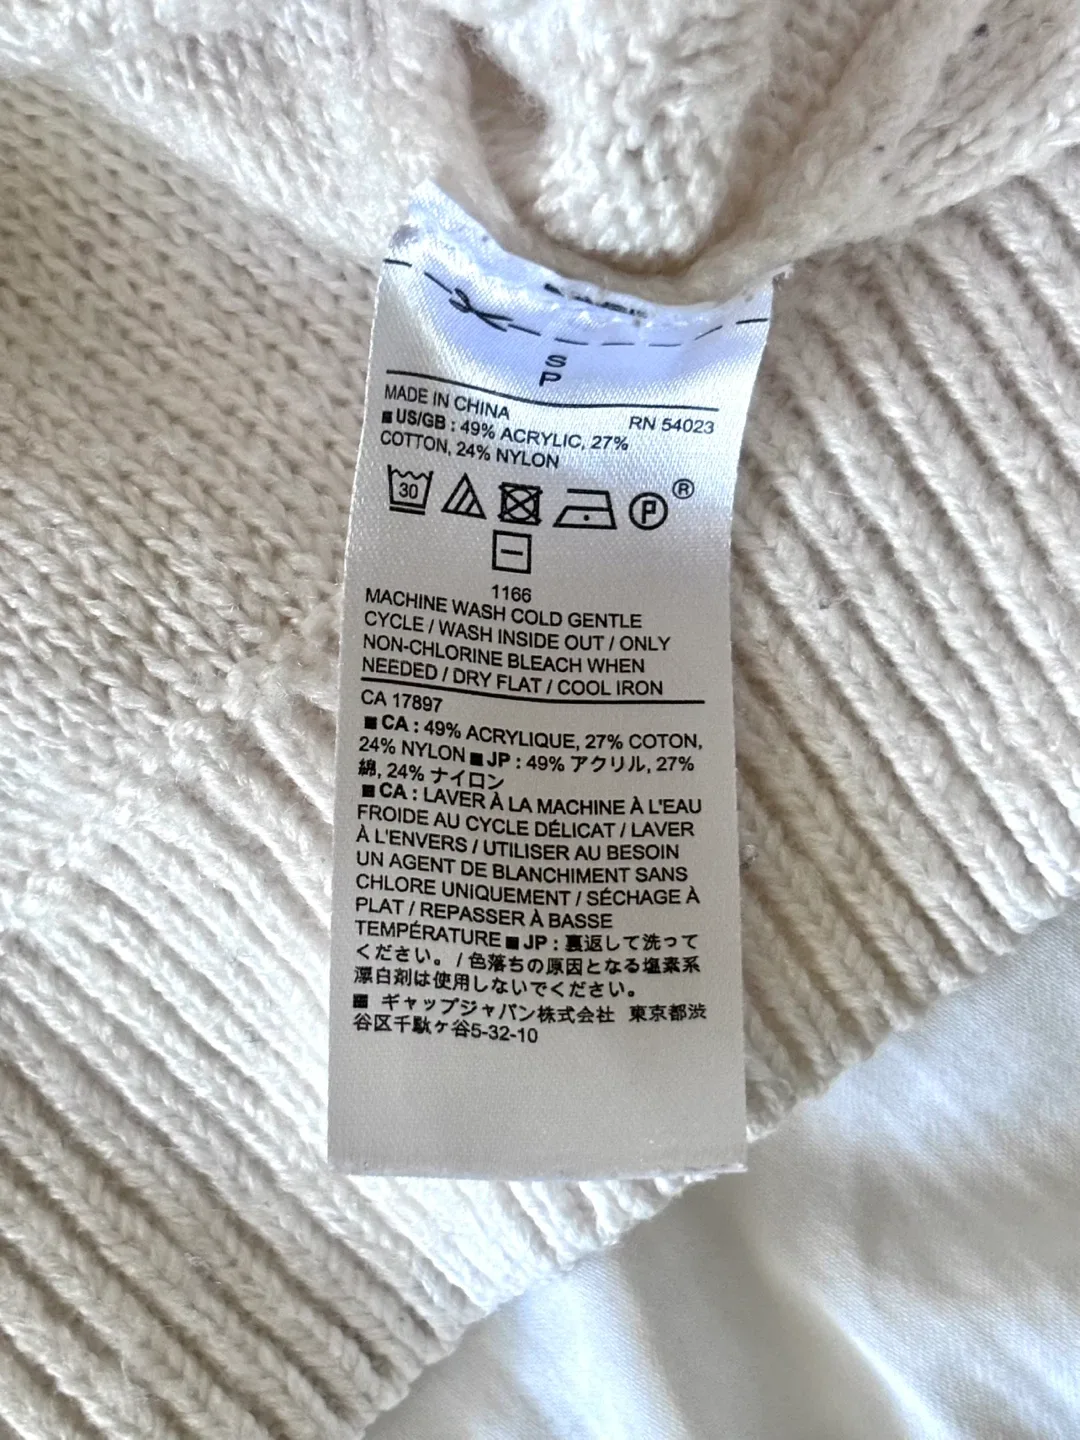 S
P
MADE IN CHINA
RN 54023
■ US/GB : 49% ACRYLIC, 27%
COTTON, 24% NYLON
30
P
®
1166
MACHINE WASH COLD GENTLE
CYCLE / WASH INSIDE OUT / ONLY
NON-CHLORINE BLEACH WHEN
NEEDED / DRY FLAT / COOL IRON
CA 17897
■ CA : 49% ACRYLIQUE, 27% COTON,
24% NYLON ■ JP : 49% アクリル, 27%
綿, 24% ナイロン
■ CA : LAVER À LA MACHINE À L'EAU
FROIDE AU CYCLE DÉLICAT / LAVER
À L'ENVERS / UTILISER AU BESOIN
UN AGENT DE BLANCHIMENT SANS
CHLORE UNIQUEMENT / SÉCHAGE À
PLAT / REPASSER À BASSE
TEMPÉRATURE ■ JP : 裏返して洗って
ください。 / 色落ちの原因となる塩素系
漂白剤は使用しないでください。
■ ギャップジャパン株式会社 東京都渋
谷区千駄ヶ谷5-32-10